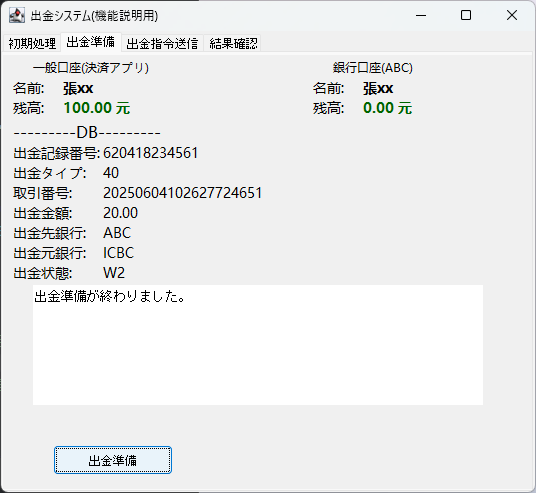 出金システム(機能説明用)
初期処理 出金準備 出金指令送信 結果確認
一般口座(決済アプリ) 銀行口座(ABC)
名前: 張xx 名前: 張xx
残高: 100.00 元 残高: 0.00 元
---------DB---------
出金記録番号: 620418234561
出金タイプ: 40
取引番号: 20250604102627724651
出金金額: 20.00
出金先銀行: ABC
出金元銀行: ICBC
出金状態: W2
出金準備が終わりました。
出金準備